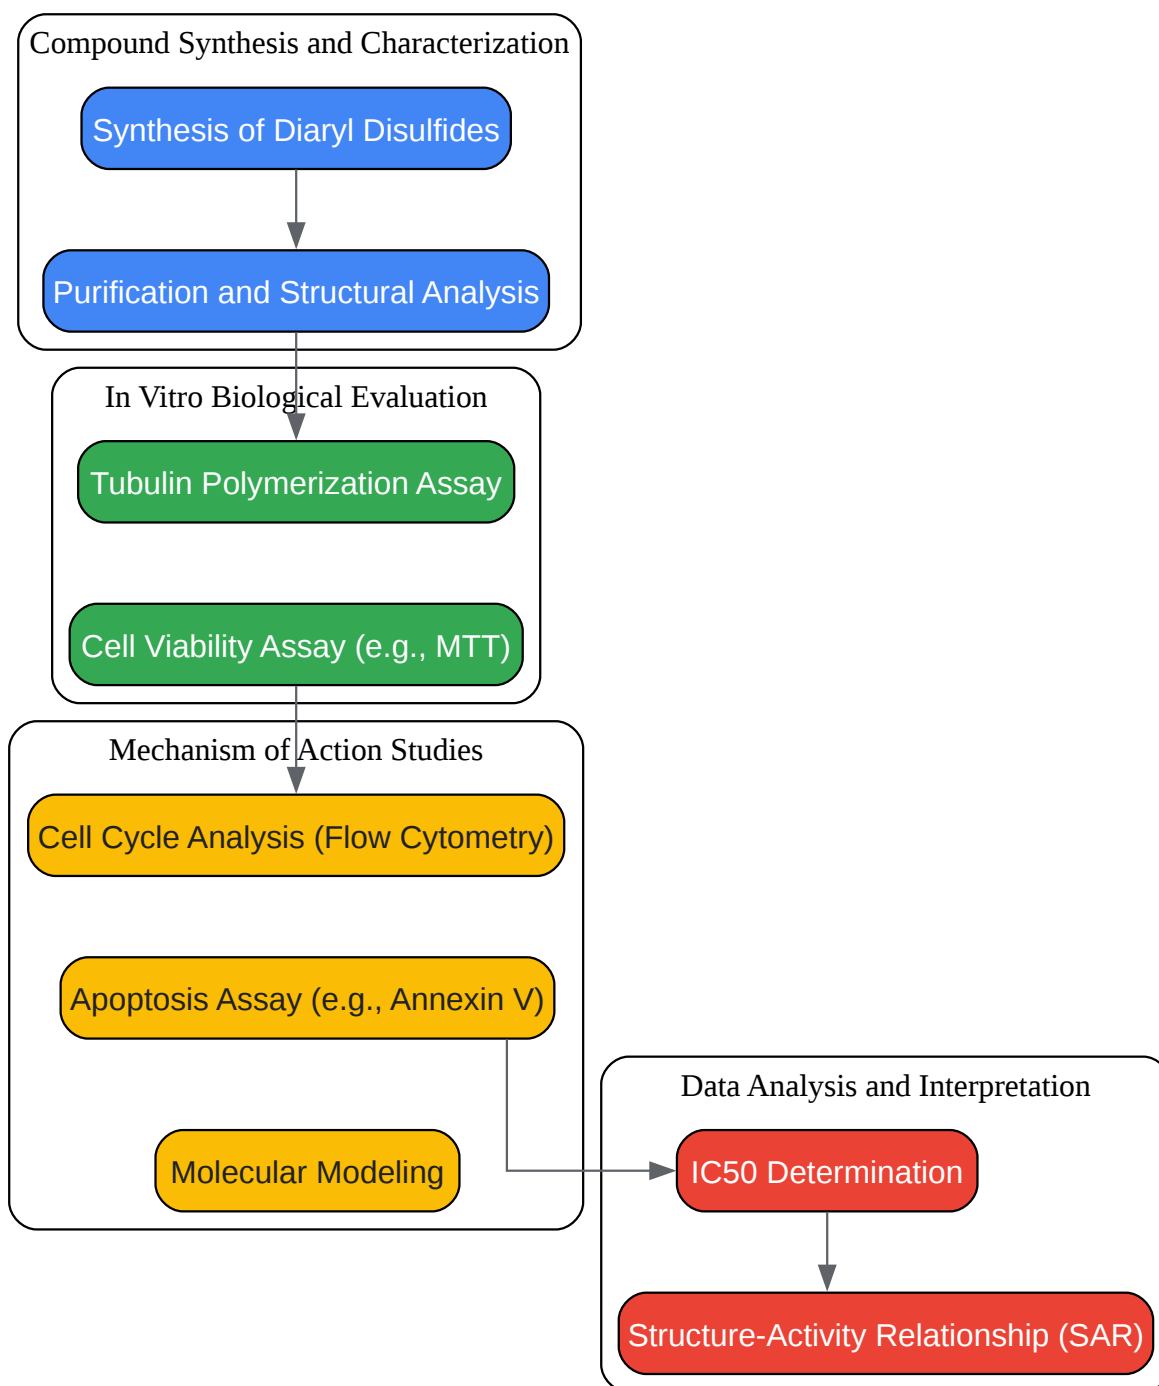 Compound Synthesis and Characterization
Synthesis of Diaryl Disulfides
Purification and Structural Analysis
In Vitro Biological Evaluation
Tubulin Polymerization Assay
Cell Viability Assay (e.g., MTT)
Mechanism of Action Studies
Cell Cycle Analysis (Flow Cytometry)
Apoptosis Assay (e.g., Annexin V)
Molecular Modeling
Data Analysis and Interpretation
IC50 Determination
Structure-Activity Relationship (SAR)